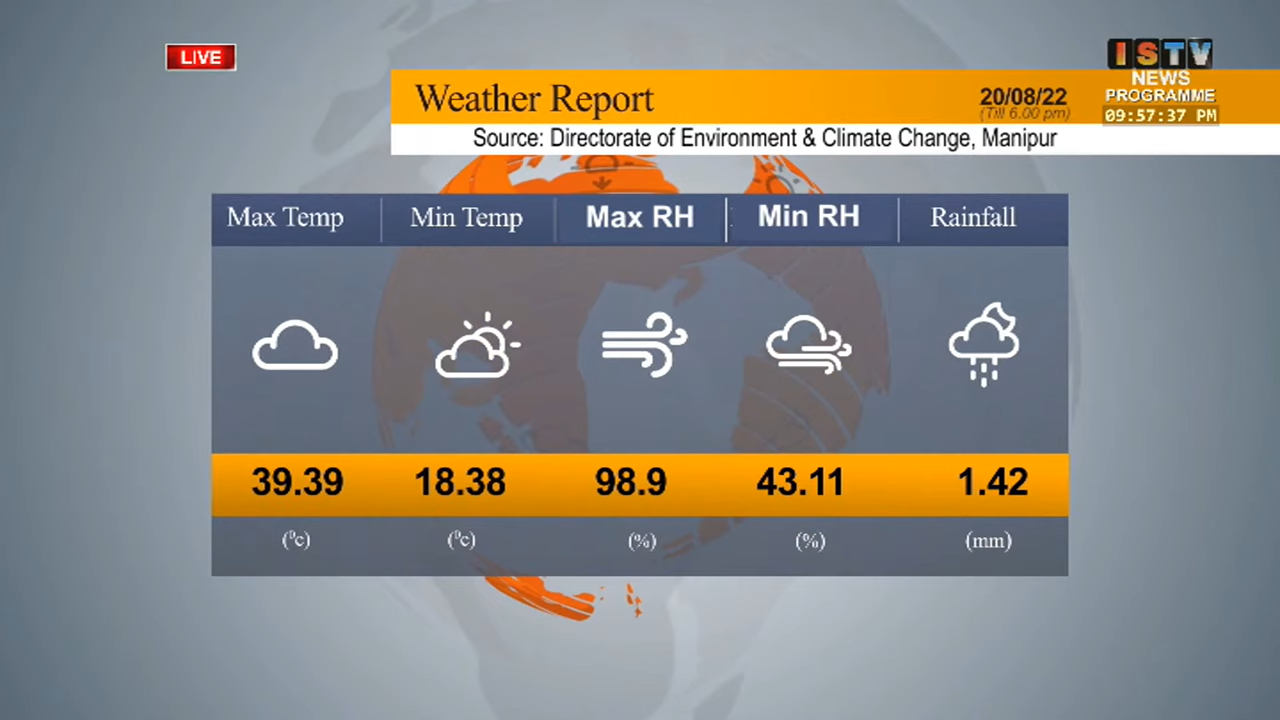 LIVE
ISTV
NEWS
PROGRAMME
09:57:37 PM
Weather Report
20/08/22
(Till 6.00 pm)
Source: Directorate of Environment & Climate Change, Manipur
Max Temp Min Temp Max RH Min RH Rainfall
39.39 18.38 98.9 43.11 1.42
(⁰c) (⁰c) (%) (%) (mm)